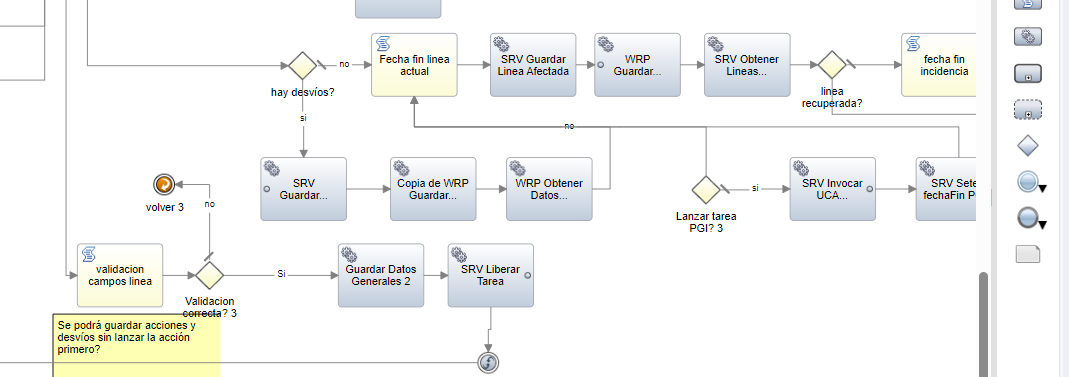 Fecha fin linea
actual
SRV Guardar
Linea Afectada
WRP
Guardar...
SRV Obtener
Lineas...
fecha fin
incidencia
no
hay desvíos?
linea
recuperada?
si
no
SRV
Guardar...
Copia de WRP
Guardar...
WRP Obtener
Datos...
si
SRV Invocar
UCA...
SRV Sete
fechaFin P
volver 3
no
Lanzar tarea
PGI? 3
validacion
campos linea
Si
Guardar Datos
Generales 2
SRV Liberar
Tarea
Validacion
correcta? 3
Se podrá guardar acciones y
desvíos sin lanzar la acción
primero?